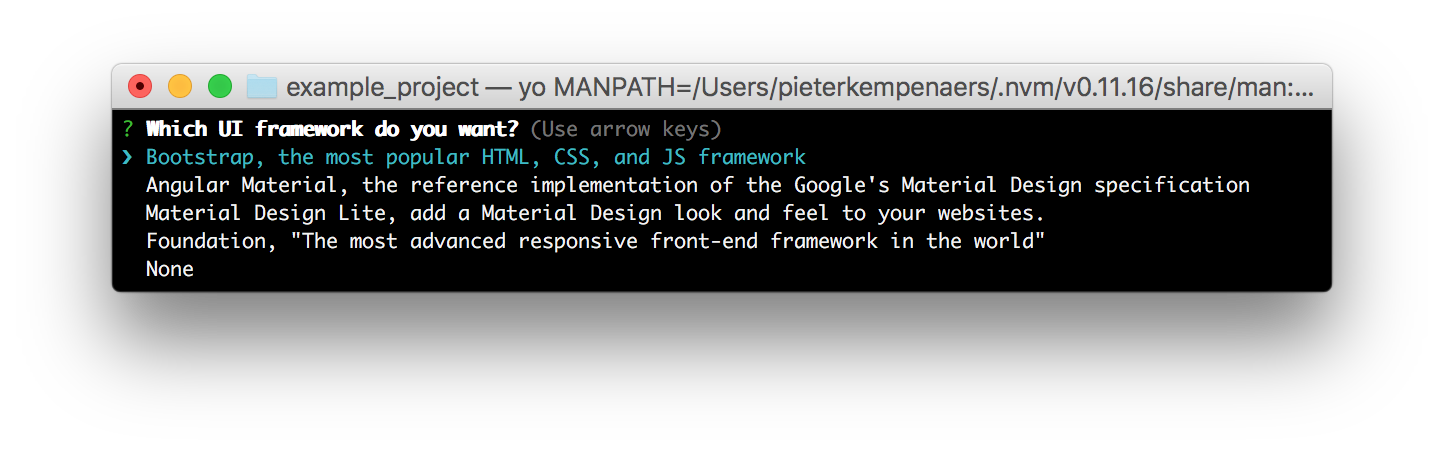 example_project — yo MANPATH=/Users/pieterkempenaers/.nvm/v0.11.16/share/man:...
? Which UI framework do you want? (Use arrow keys)
❯ Bootstrap, the most popular HTML, CSS, and JS framework
Angular Material, the reference implementation of the Google's Material Design specification
Material Design Lite, add a Material Design look and feel to your websites.
Foundation, "The most advanced responsive front-end framework in the world"
None